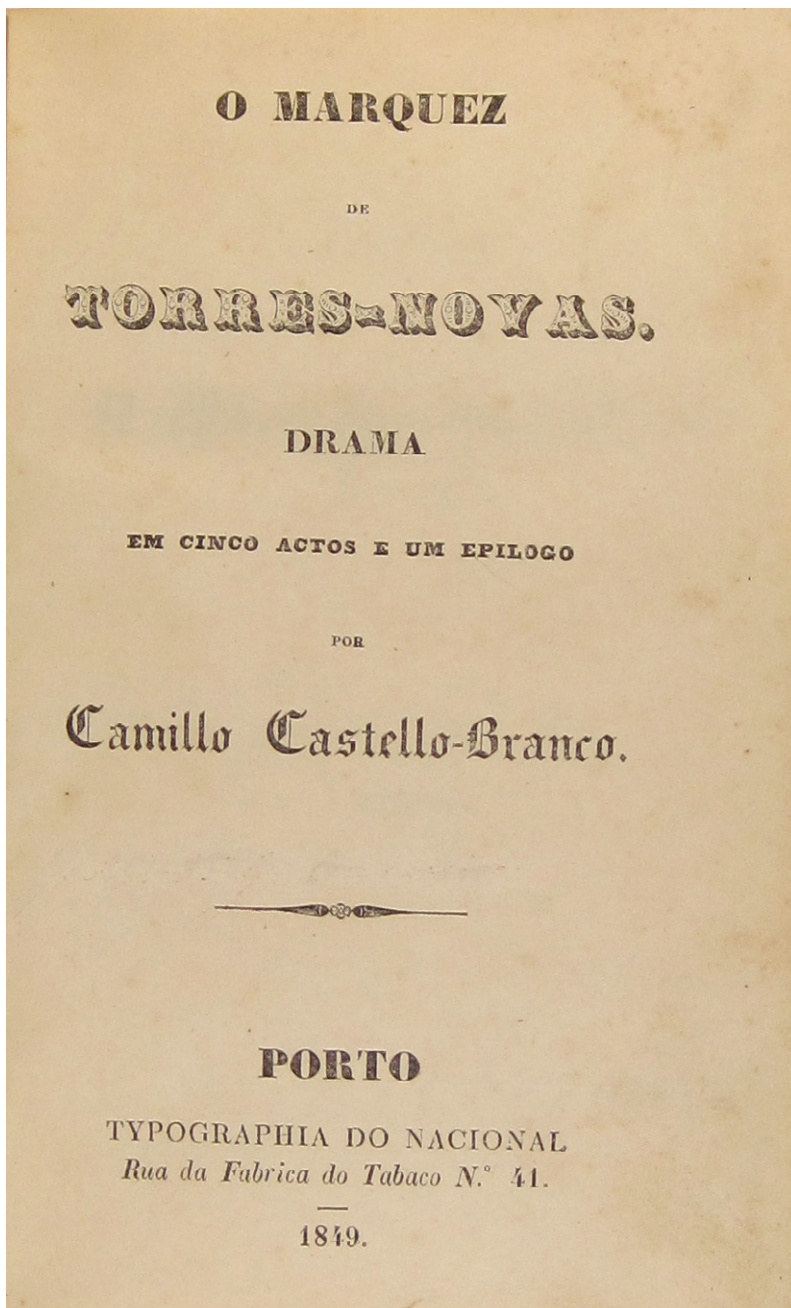 O MARQUEZ
DE
TORRES-NOVAS.
DRAMA
EM CINCO ACTOS E UM EPILOGO
POR
Camillo Castello-Branco.
PORTO
TYPOGRAPHIA DO NACIONAL
Rua da Fabrica do Tabaco N.º 41.
1849.